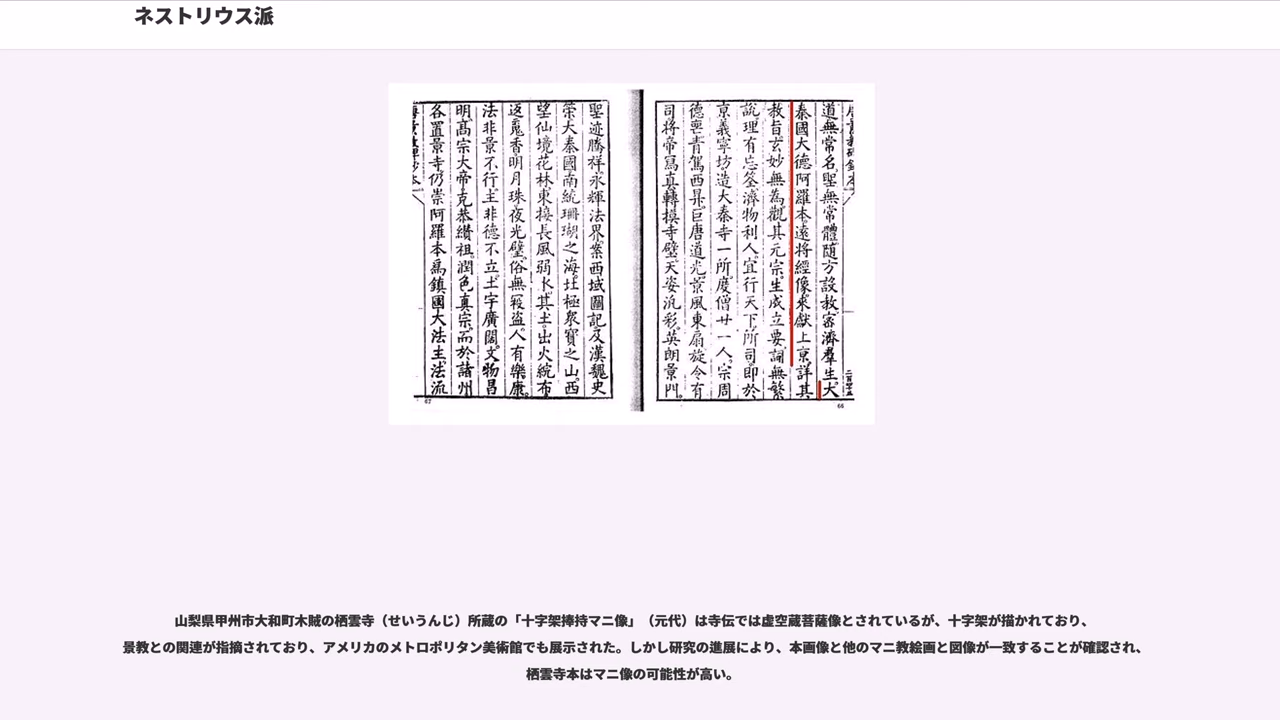 ネストリウス派
道無常名聖無常體随方設教密濟羣生大
秦國大德阿羅本遠將經像來獻上京詳其
教旨玄妙無為觀其元宗生成立要詞無繁
說理有忘筌濟物利人宜行天下所司即於
京義寧坊造大秦寺一所度僧廿一人宗周
德喪青駕西昇巨唐道光景風東扇旋令有
司將帝寫真轉摸寺壁天姿汎彩英朗景門。
66
聖迹騰祥永輝法界案西域圖記及漢魏史
榮大秦國南統珊瑚之海北極衆寶之山西
望仙境花林東接長風弱水其土出火綄布
返魂香明月珠夜光璧俗無寇盜人有樂康。
法非景不行主非德不立土宇廣闊文物昌
明高宗大帝克恭纘祖潤色真宗而於諸州
各置景寺仍崇阿羅本爲鎮國大法主法流
67
山梨県甲州市大和町木賊の栖雲寺（せいうんじ）所蔵の「十字架捧持マニ像」（元代）は寺伝では虚空蔵菩薩像とされているが、十字架が描かれており、
景教との関連が指摘されており、アメリカのメトロポリタン美術館でも展示された。しかし研究の進展により、本画像と他のマニ教絵画と図像が一致することが確認され、
栖雲寺本はマニ像の可能性が高い。